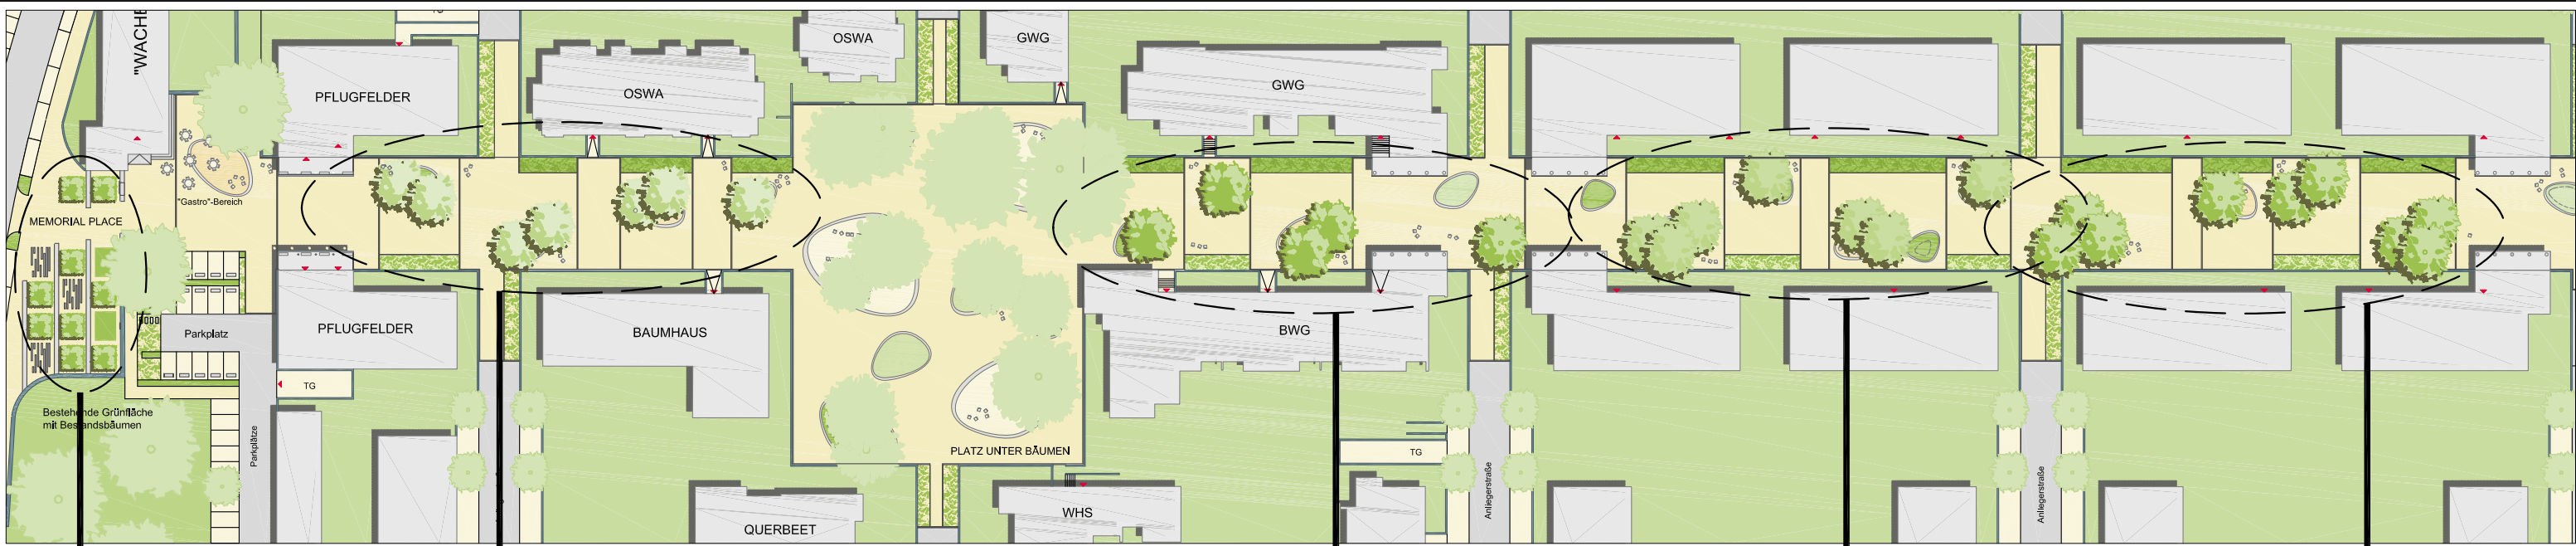 "WACHE
PFLUGFELDER
OSWA
OSWA
GWG
GWG
"Gastro"-Bereich
MEMORIAL PLACE
Parkplatz
PFLUGFELDER
BAUMHAUS
BWG
TG
Bestehende Grünfläche
mit Bestandsbäumen
Parkplätze
PLATZ UNTER BÄUMEN
TG
Anliegerstraße
Anliegerstraße
QUERBEET
WHS